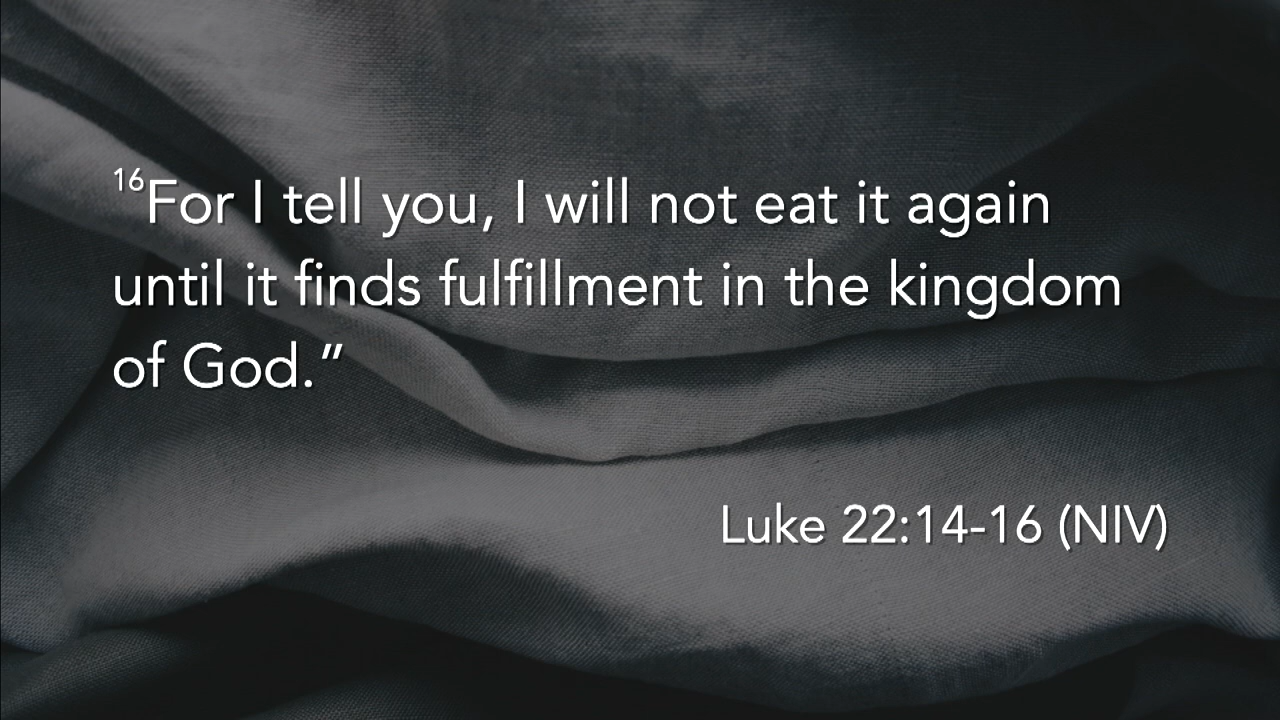 16For I tell you, I will not eat it again
until it finds fulfillment in the kingdom
of God.”
Luke 22:14-16 (NIV)